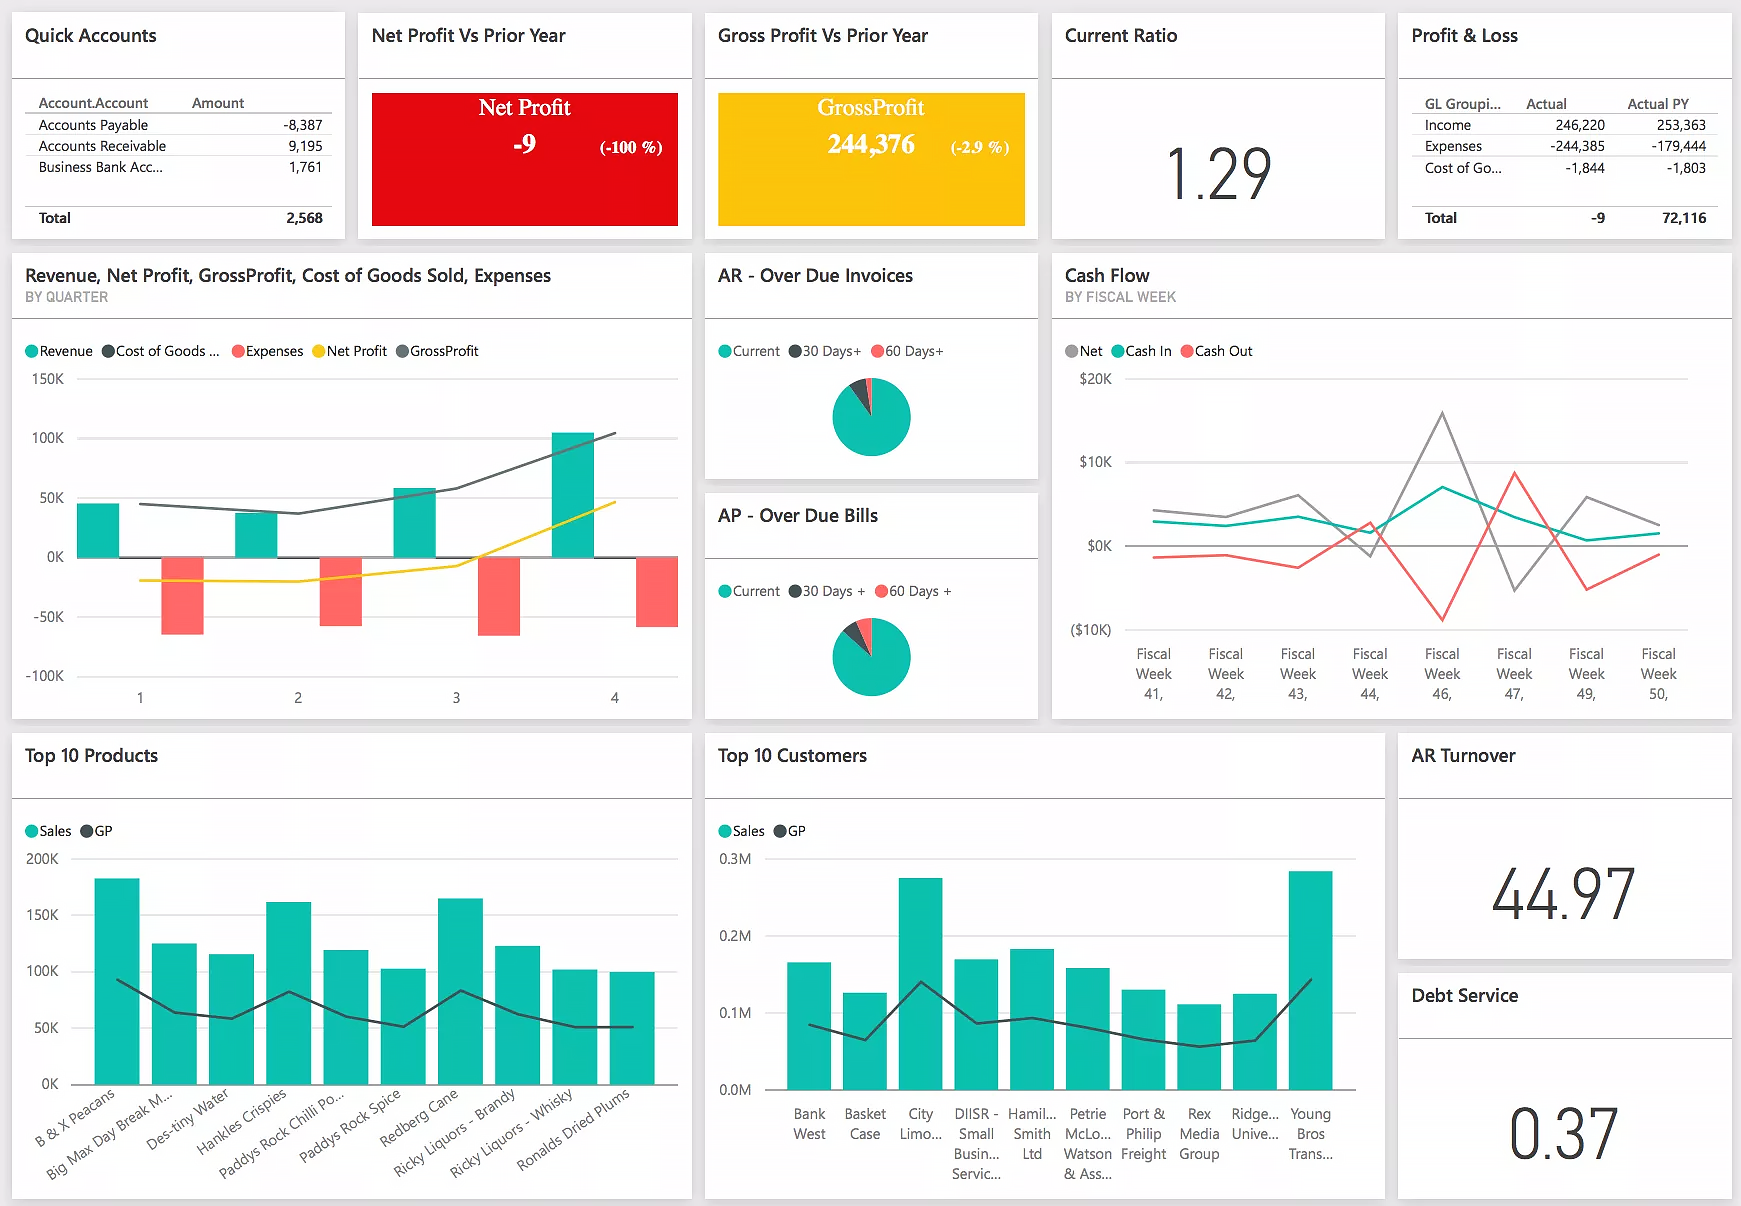 Quick Accounts
Account.Account Amount
Accounts Payable -8,387
Accounts Receivable 9,195
Business Bank Acc... 1,761
Total 2,568
Net Profit Vs Prior Year
Net Profit
-9 (-100 %)
Gross Profit Vs Prior Year
GrossProfit
244,376 (-2.9 %)
Current Ratio
1.29
Profit & Loss
GL Groupi... Actual Actual PY
Income 246,220 253,363
Expenses -244,385 -179,444
Cost of Go... -1,844 -1,803
Total -9 72,116
Revenue, Net Profit, GrossProfit, Cost of Goods Sold, Expenses
BY QUARTER
Revenue Cost of Goods ... Expenses Net Profit GrossProfit
150K
100K
50K
0K
-50K
-100K
1 2 3 4
AR - Over Due Invoices
Current 30 Days+ 60 Days+
AP - Over Due Bills
Current 30 Days + 60 Days +
Cash Flow
BY FISCAL WEEK
Net Cash In Cash Out
$20K
$10K
$0K
($10K)
Fiscal Fiscal Fiscal Fiscal Fiscal Fiscal Fiscal Fiscal
Week Week Week Week Week Week Week Week
41, 42, 43, 44, 46, 47, 49, 50,
Top 10 Products
Sales GP
200K
150K
100K
50K
0K
B & X Peacans
Big Max Day Break M...
Des-tiny Water
Hankles Crispies
Paddys Rock Chilli Po...
Paddys Rock Spice
Redberg Cane
Ricky Liquors - Brandy
Ricky Liquors - Whisky
Ronalds Dried Plums
Top 10 Customers
Sales GP
0.3M
0.2M
0.1M
0.0M
Bank Basket City DIISR - Hamil... Petrie Port & Rex Ridge... Young
West Case Limo... Small Smith McLo... Philip Media Unive... Bros
Busin... Ltd Watson Freight Group Trans...
Servic... & Ass...
AR Turnover
44.97
Debt Service
0.37